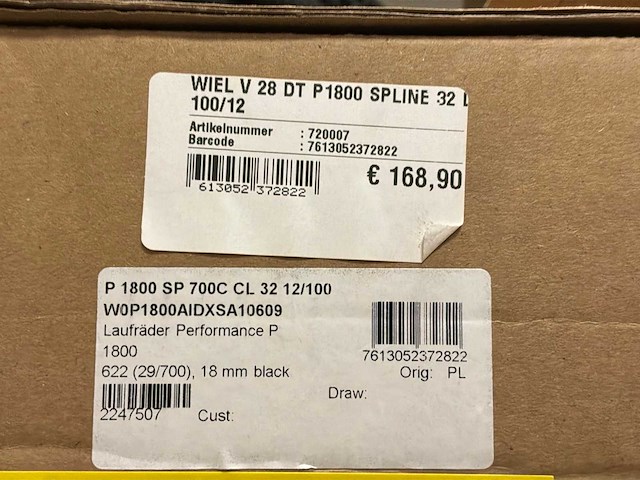 WIEL V 28 DT P1800 SPLINE 32
100/12
Artikelnummer : 720007
Barcode : 7613052372822
613052 372822
€ 168,90
P 1800 SP 700C CL 32 12/100
W0P1800AIDXSA10609
Laufräder Performance P
1800
7613052372822
622 (29/700), 18 mm black
Orig: PL
Draw:
2247507
Cust: